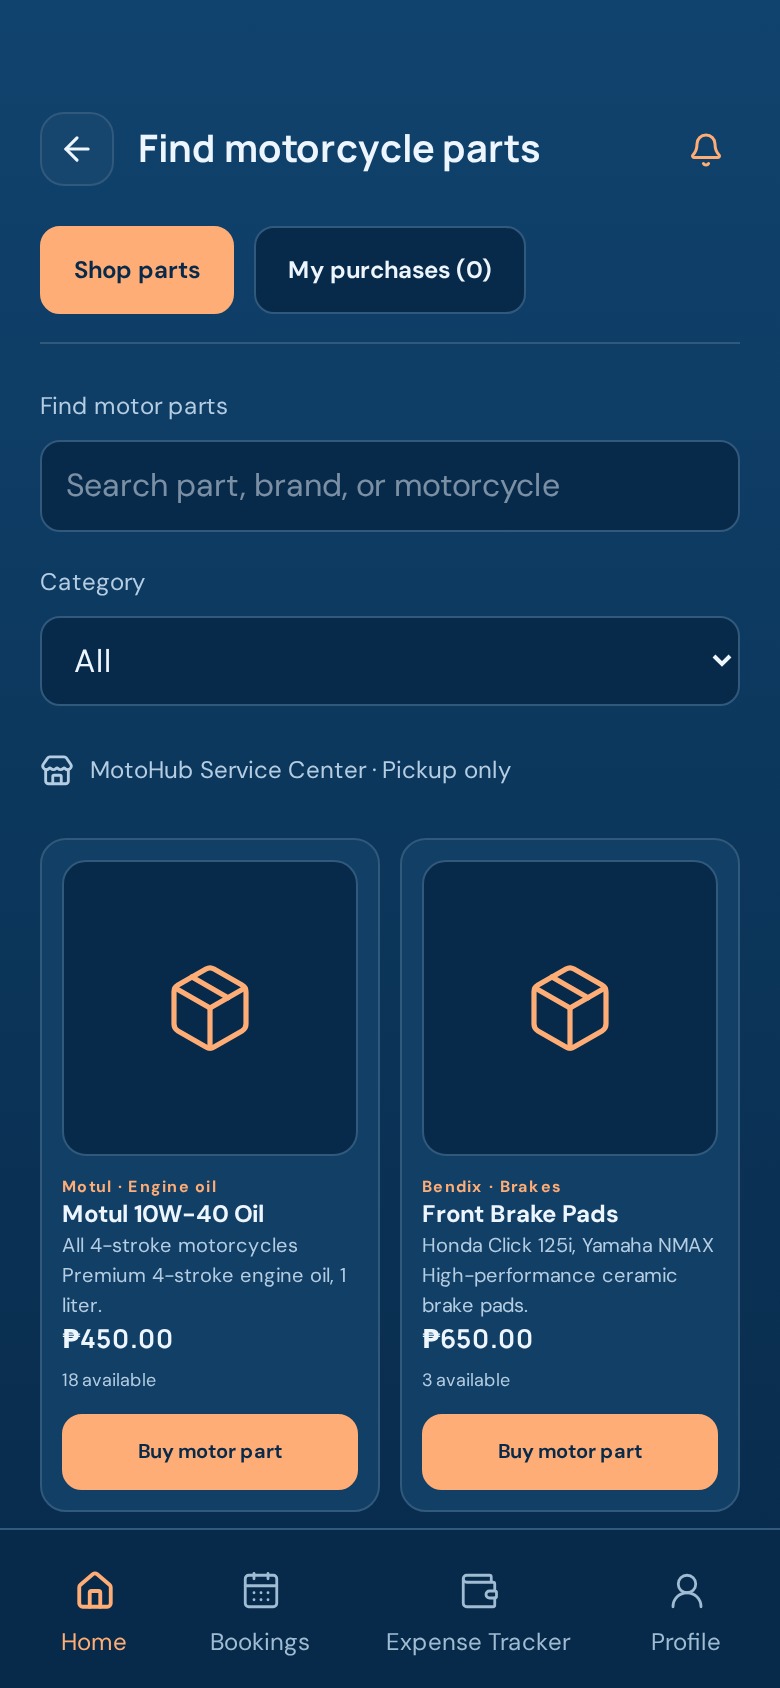 Find motorcycle parts
Shop parts
My purchases (0)
Find motor parts
Search part, brand, or motorcycle
Category
All
MotoHub Service Center · Pickup only
Motul · Engine oil
Motul 10W-40 Oil
All 4-stroke motorcycles
Premium 4-stroke engine oil, 1
liter.
₱450.00
18 available
Buy motor part
Bendix · Brakes
Front Brake Pads
Honda Click 125i, Yamaha NMAX
High-performance ceramic
brake pads.
₱650.00
3 available
Buy motor part
Home
Bookings
Expense Tracker
Profile